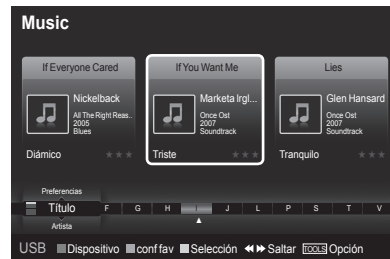 Music
If Everyone Cared
If You Want Me
Lies
Nickelback
All The Right Reas..
2005
Blues
Marketa Irgl...
Once Ost
2007
Soundtrack
Glen Hansard
Once Ost
2007
Soundtrack
Diámico
Triste
Tranquilo
Preferencias
Título
F G H I J L P S T V
Artista
USB Dispositivo conf fav Selección Saltar TOOLS Opción